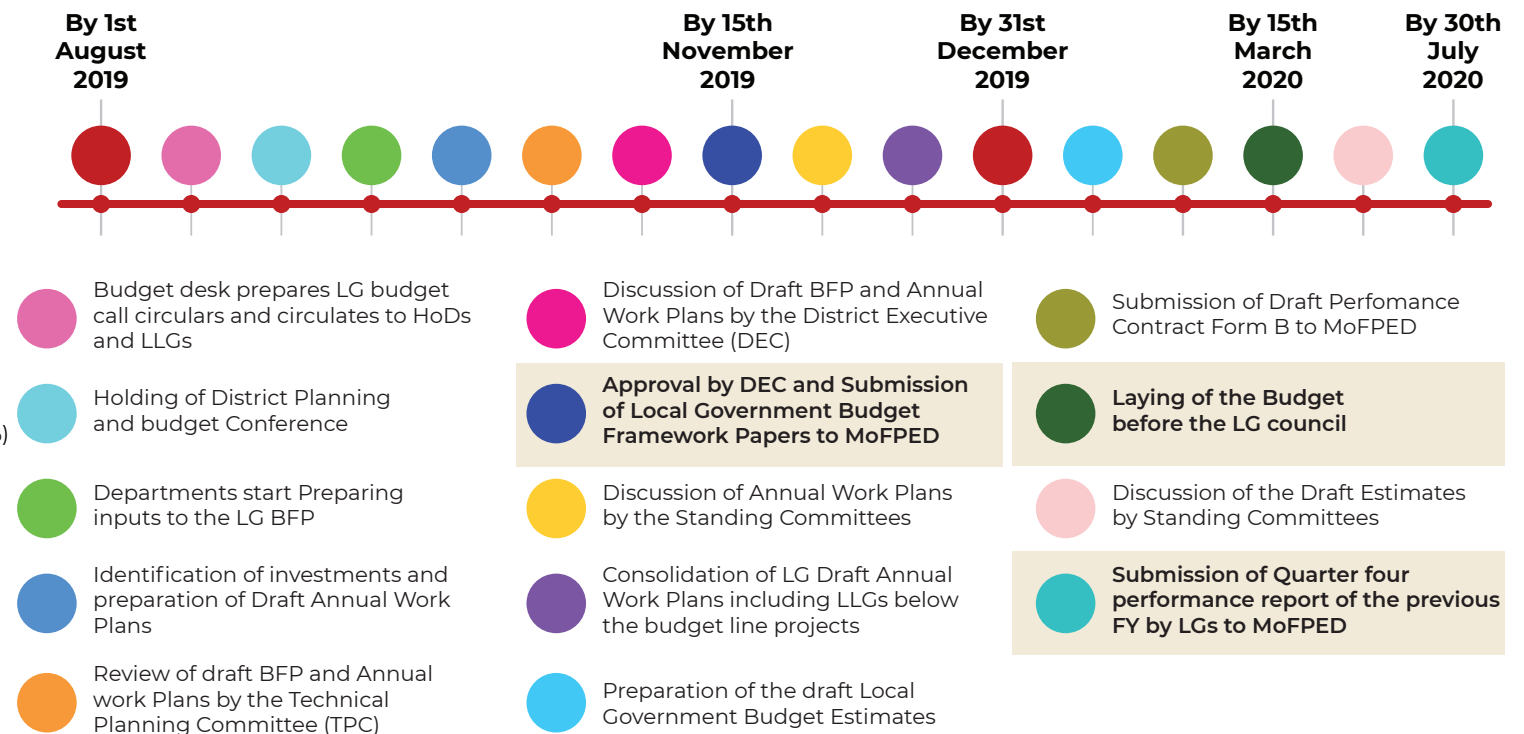 By 1st
August
2019
By 15th
November
2019
By 31st
December
2019
By 15th
March
2020
By 30th
July
2020
Budget desk prepares LG budget
call circulars and circulates to HoDs
and LLGs
Holding of District Planning
and budget Conference
)
Departments start Preparing
inputs to the LG BFP
Identification of investments and
preparation of Draft Annual Work
Plans
Review of draft BFP and Annual
work Plans by the Technical
Planning Committee (TPC)
Discussion of Draft BFP and Annual
Work Plans by the District Executive
Committee (DEC)
Approval by DEC and Submission
of Local Government Budget
Framework Papers to MoFPED
Discussion of Annual Work Plans
by the Standing Committees
Consolidation of LG Draft Annual
Work Plans including LLGs below
the budget line projects
Preparation of the draft Local
Government Budget Estimates
Submission of Draft Perfomance
Contract Form B to MoFPED
Laying of the Budget
before the LG council
Discussion of the Draft Estimates
by Standing Committees
Submission of Quarter four
performance report of the previous
FY by LGs to MoFPED